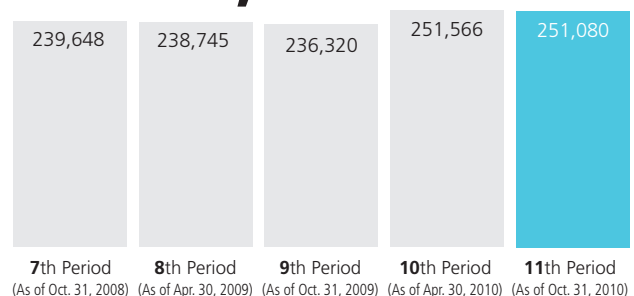 239,648
238,745
236,320
251,566
251,080
7th Period
(As of Oct. 31, 2008)
8th Period
(As of Apr. 30, 2009)
9th Period
(As of Oct. 31, 2009)
10th Period
(As of Apr. 30, 2010)
11th Period
(As of Oct. 31, 2010)